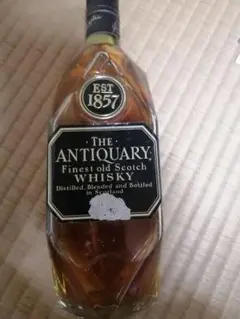 EST
1857
THE
ANTIQUARY
Finest old Scotch
WHISKY
Distilled, Blended and Bottled
in Scotland